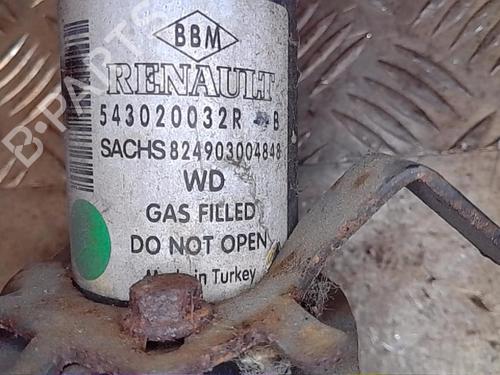 BBM
RENAULT
543020032R B
SACHS 824903004848
WD
GAS FILLED
DO NOT OPEN
Made in Turkey
B-PARTS